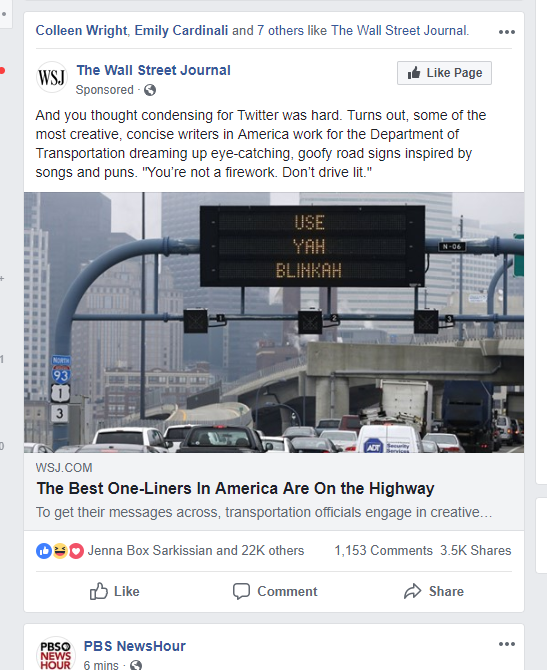 Colleen Wright, Emily Cardinali and 7 others like The Wall Street Journal.
WSJ
The Wall Street Journal
Sponsored ·
Like Page
And you thought condensing for Twitter was hard. Turns out, some of the
most creative, concise writers in America work for the Department of
Transportation dreaming up eye-catching, goofy road signs inspired by
songs and puns. "You're not a firework. Don't drive lit."
USE
YAH
BLINKAH
N-06
1
2
3
NORTH
93
1
3
ADT Security
Services
WSJ.COM
The Best One-Liners In America Are On the Highway
To get their messages across, transportation officials engage in creative…
Jenna Box Sarkissian and 22K others
1,153 Comments 3.5K Shares
Like
Comment
Share
PBS
NEWS
HOUR
PBS NewsHour
6 mins ·